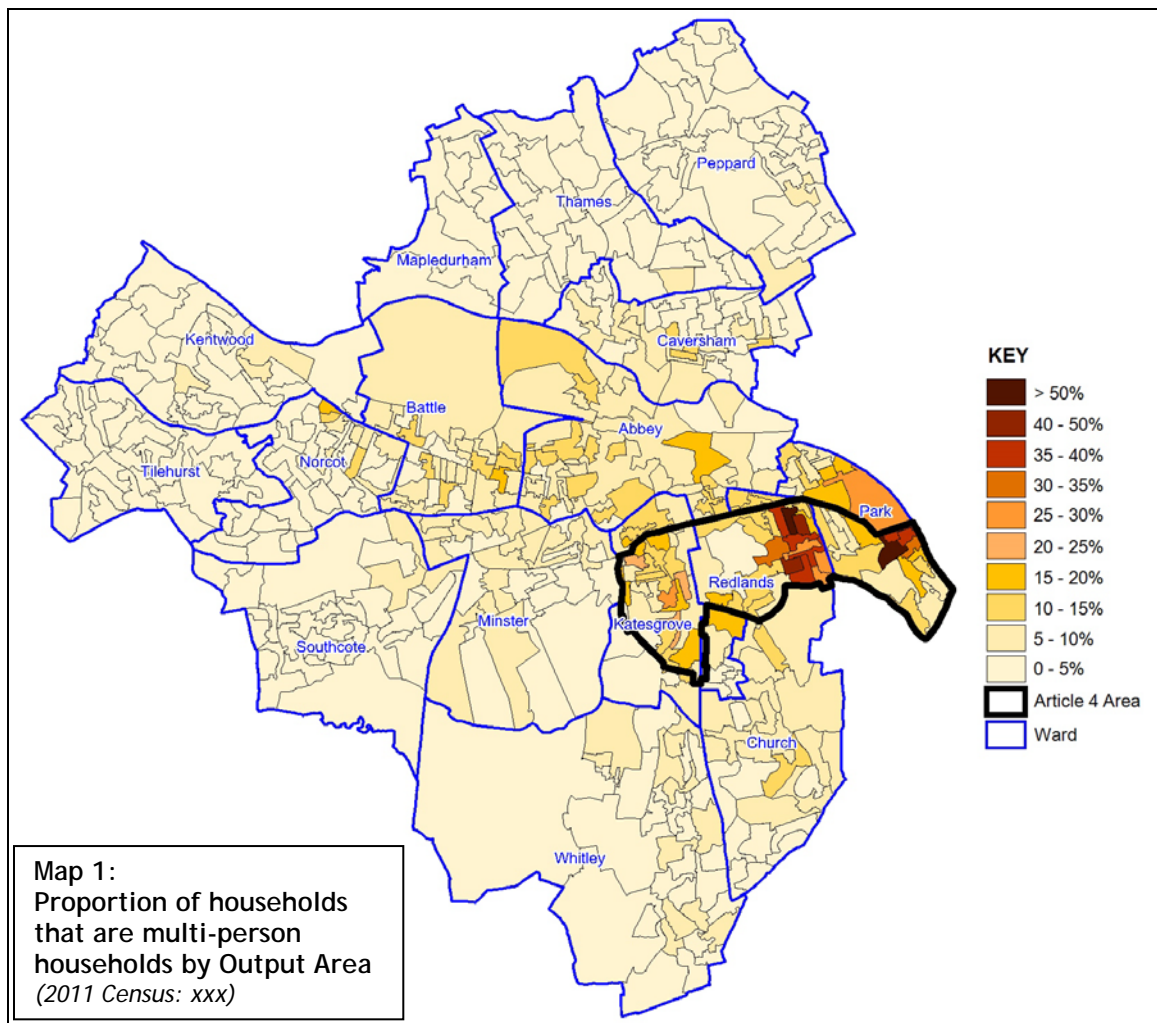 Peppard
Thames
Mapledurham
Kentwood
Caversham
Battle
Abbey
Norcot
Tilehurst
Park
Redlands
Minster
Katesgrove
Southcote
Church
Whitley
KEY
> 50%
40 - 50%
35 - 40%
30 - 35%
25 - 30%
20 - 25%
15 - 20%
10 - 15%
5 - 10%
0 - 5%
Article 4 Area
Ward
Map 1:
Proportion of households
that are multi-person
households by Output Area
(2011 Census: xxx)